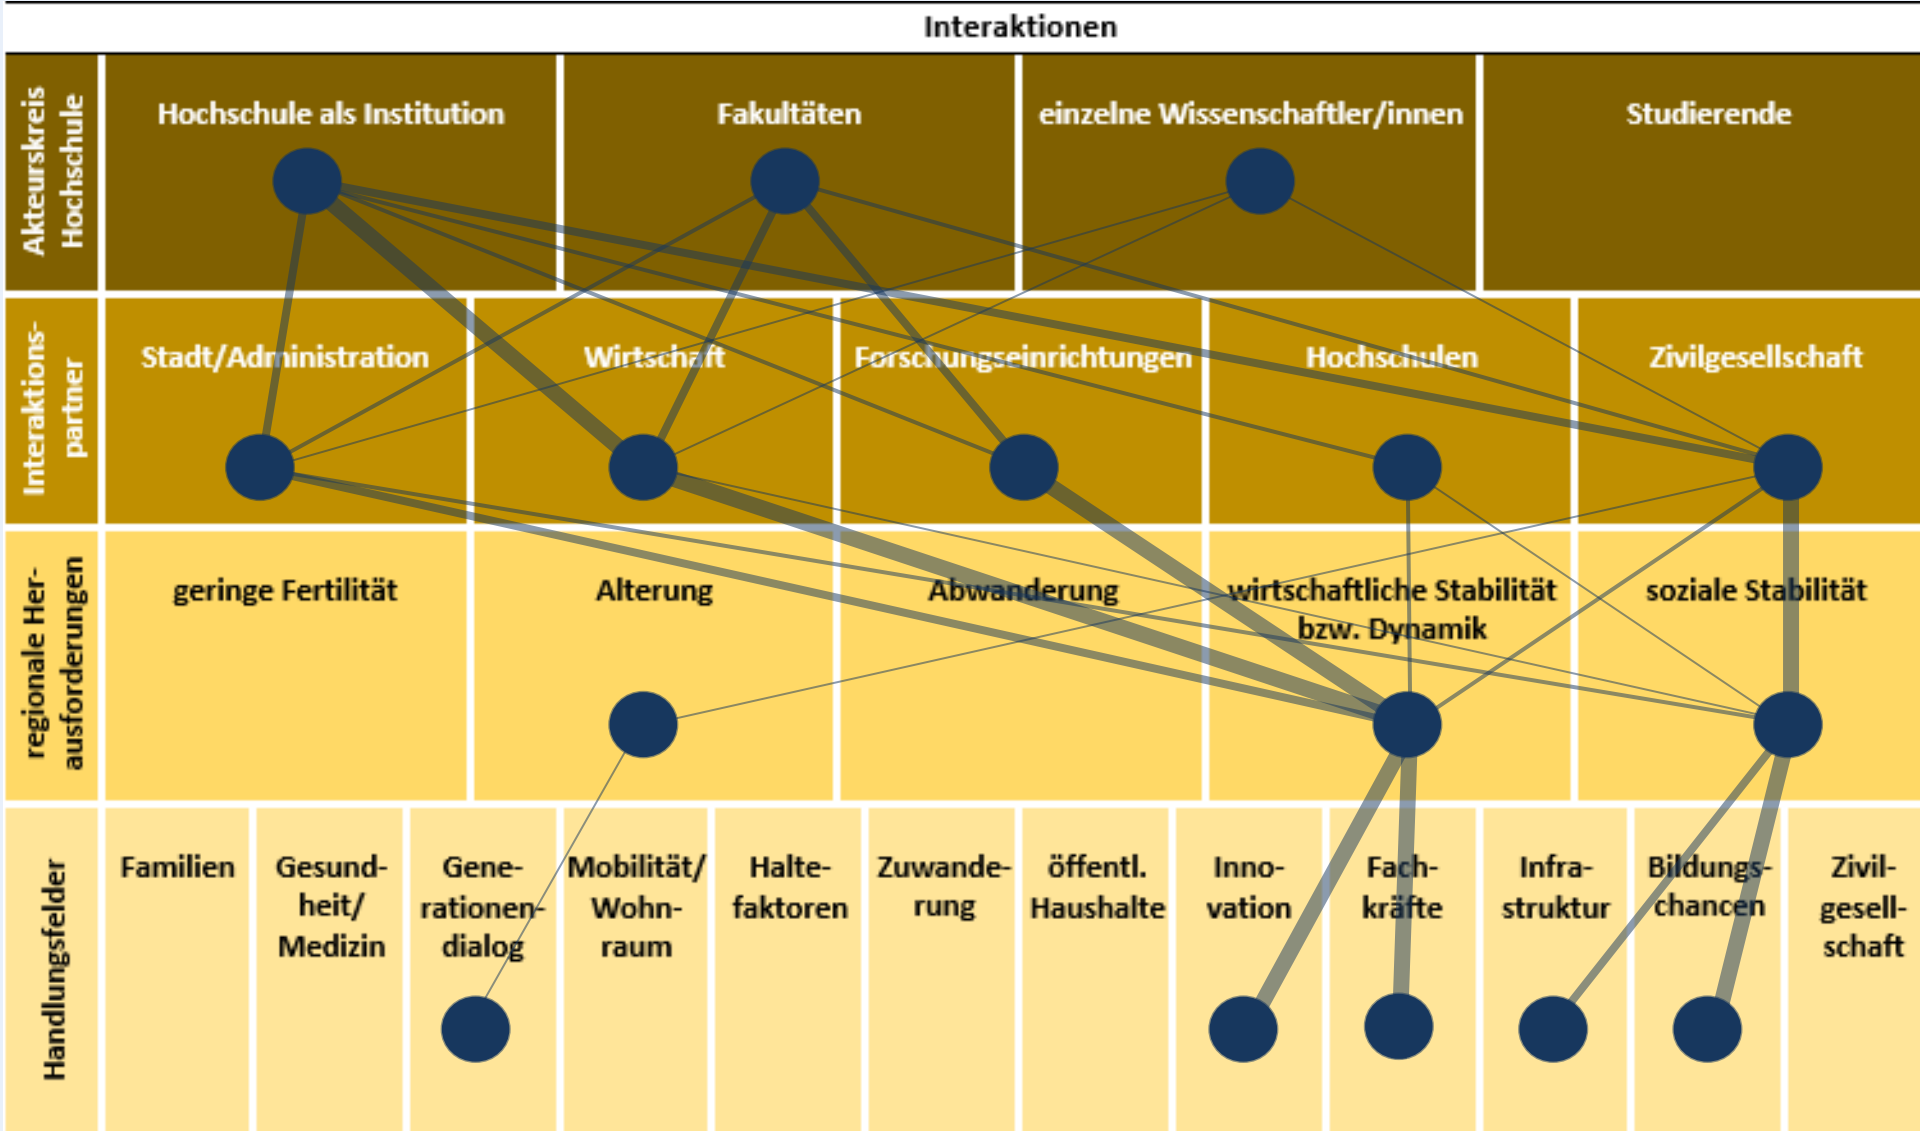 Interaktionen
Akteurskreis
Hochschule
Hochschule als Institution
Fakultäten
einzelne Wissenschaftler/innen
Studierende
Interaktions-
partner
Stadt/Administration
Wirtschaft
Forschungseinrichtungen
Hochschulen
Zivilgesellschaft
regionale Her-
ausforderungen
geringe Fertilität
Alterung
Abwanderung
wirtschaftliche Stabilität
bzw. Dynamik
soziale Stabilität
Handlungsfelder
Familien
Gesund-
heit/
Medizin
Gene-
rationen-
dialog
Mobilität/
Wohn-
raum
Halte-
faktoren
Zuwande-
rung
öffentl.
Haushalte
Inno-
vation
Fach-
kräfte
Infra-
struktur
Bildungs-
chancen
Zivil-
gesell-
schaft